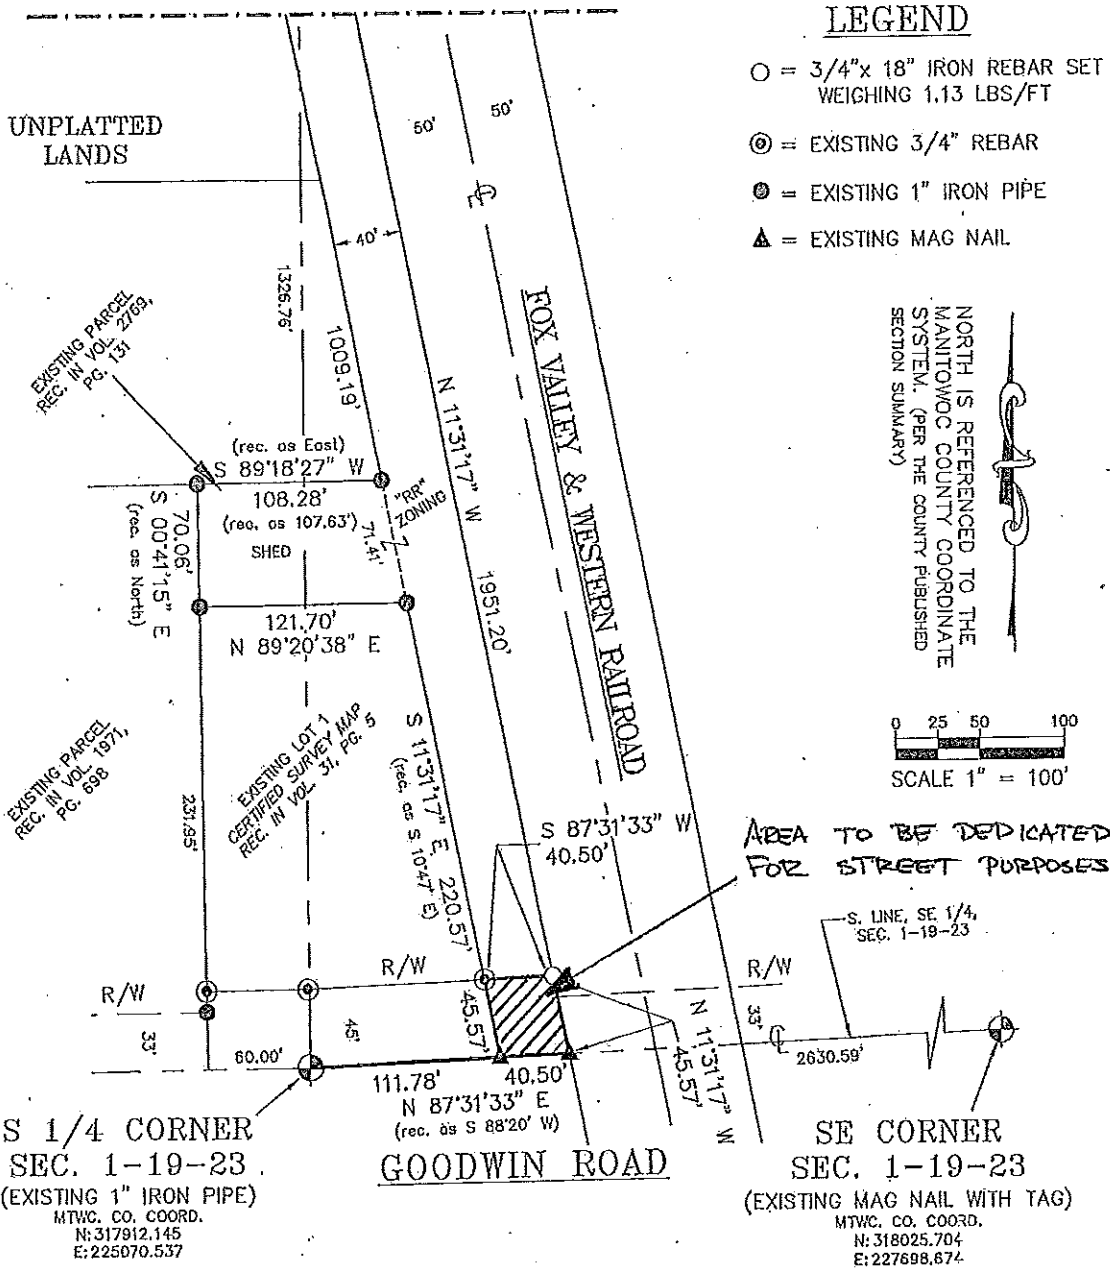 LEGEND
= 3/4"x 18" IRON REBAR SET
WEIGHING 1.13 LBS/FT
= EXISTING 3/4" REBAR
= EXISTING 1" IRON PIPE
= EXISTING MAG NAIL
UNPLATTED
LANDS
50'
50'
40'
1326.76'
1009.19'
FOX VALLEY & WESTERN RAILROAD
N 11°31'17" W
1951.20'
NORTH IS REFERENCED TO THE
MANITOWOC COUNTY COORDINATE
SYSTEM. (PER THE COUNTY PUBLISHED
SECTION SUMMARY)
EXISTING PARCEL
REC. IN VOL. 2769,
PG. 131
(rec. as East)
S 89°18'27" W
108.28'
(rec. as 107.63')
SHED
"RR"
ZONING
71.41'
70.06'
S 00°41'15" E
(rec. as North)
121.70'
N 89°20'38" E
0 25 50 100
SCALE 1" = 100'
EXISTING PARCEL
REC. IN VOL. 1971,
PG. 698
231.95'
EXISTING LOT 1
CERTIFIED SURVEY MAP
REC. IN VOL. 31, PG. 5
S 11°31'17" E 220.57'
(rec. as S 10°47' E)
S 87°31'33" W
40.50'
AREA TO BE DEDICATED
FOR STREET PURPOSES
S. LINE, SE 1/4,
SEC. 1-19-23
R/W
R/W
R/W
33'
45'
45.57'
N 11°31'17" W
45.57'
33'
2630.59'
60.00'
111.78'
40.50'
N 87°31'33" E
(rec. as S 88°20' W)
GOODWIN ROAD
S 1/4 CORNER
SEC. 1-19-23
(EXISTING 1" IRON PIPE)
MTWC. CO. COORD.
N:317912.145
E:225070.537
SE CORNER
SEC. 1-19-23
(EXISTING MAG NAIL WITH TAG)
MTWC. CO. COORD.
N:318025.704
E:227698.674